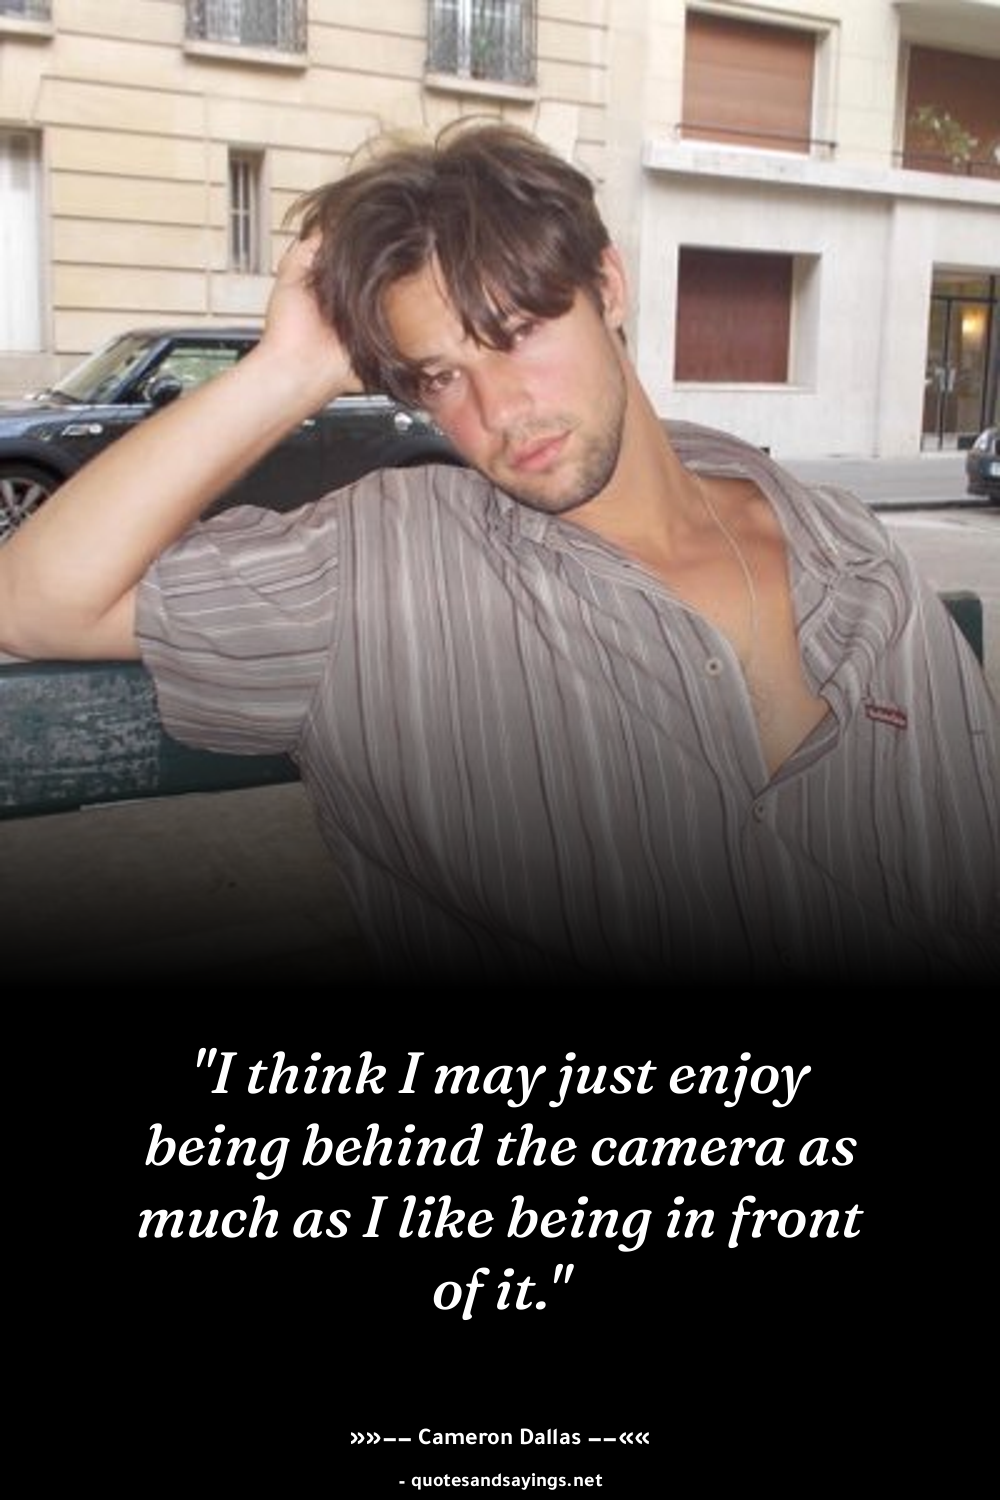 "I think I may just enjoy
being behind the camera as
much as I like being in front
of it."
»»–– Cameron Dallas ––««
- quotesandsayings.net